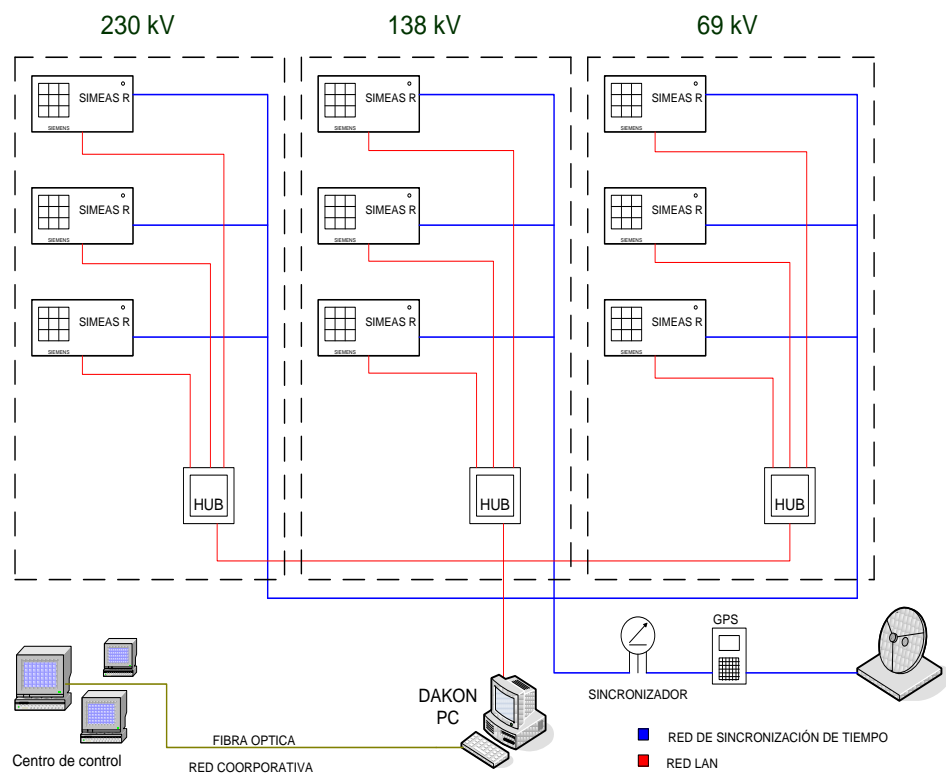 230 kV
138 kV
69 kV
SIMEAS R
SIEMENS
SIMEAS R
SIEMENS
SIMEAS R
SIEMENS
SIMEAS R
SIEMENS
SIMEAS R
SIEMENS
SIMEAS R
SIEMENS
SIMEAS R
SIEMENS
SIMEAS R
SIEMENS
SIMEAS R
SIEMENS
HUB
HUB
HUB
GPS
SINCRONIZADOR
DAKON
PC
FIBRA OPTICA
RED COORPORATIVA
Centro de control
RED DE SINCRONIZACIÓN DE TIEMPO
RED LAN